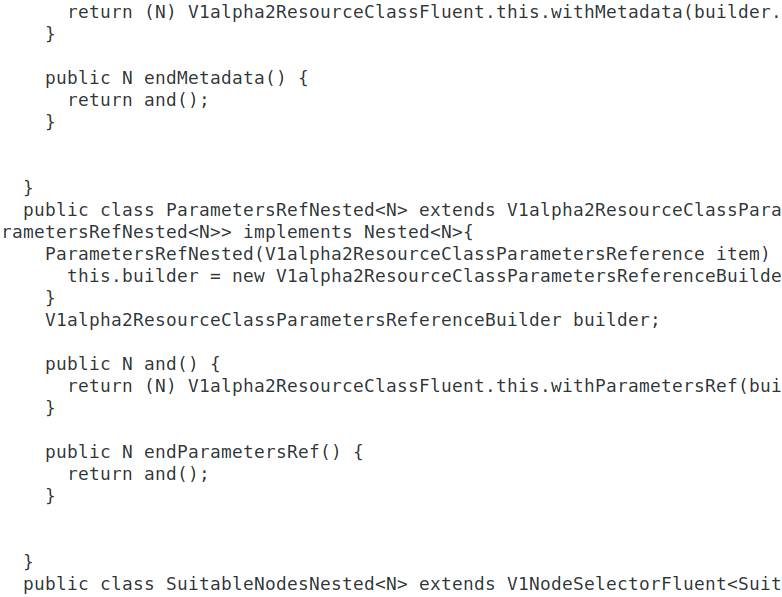 return (N) V1alpha2ResourceClassFluent.this.withMetadata(builder.
    }

    public N endMetadata() {
      return and();
    }


  }
  public class ParametersRefNested<N> extends V1alpha2ResourceClassPara
rametersRefNested<N>> implements Nested<N>{
    ParametersRefNested(V1alpha2ResourceClassParametersReference item)
      this.builder = new V1alpha2ResourceClassParametersReferenceBuilde
    }
    V1alpha2ResourceClassParametersReferenceBuilder builder;

    public N and() {
      return (N) V1alpha2ResourceClassFluent.this.withParametersRef(bui
    }

    public N endParametersRef() {
      return and();
    }


  }
  public class SuitableNodesNested<N> extends V1NodeSelectorFluent<Suit